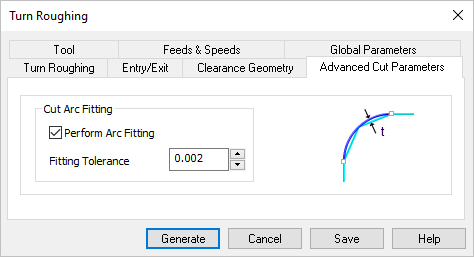 Turn Roughing
Tool Feeds & Speeds Global Parameters
Turn Roughing Entry/Exit Clearance Geometry Advanced Cut Parameters
Cut Arc Fitting
Perform Arc Fitting
Fitting Tolerance 0.002
t
Generate Cancel Save Help